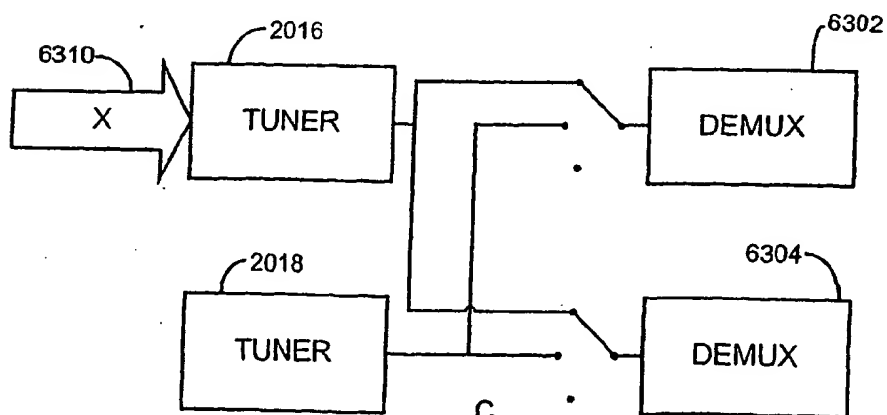 2016
6302
6310
X
TUNER
DEMUX
2018
6304
TUNER
DEMUX
C